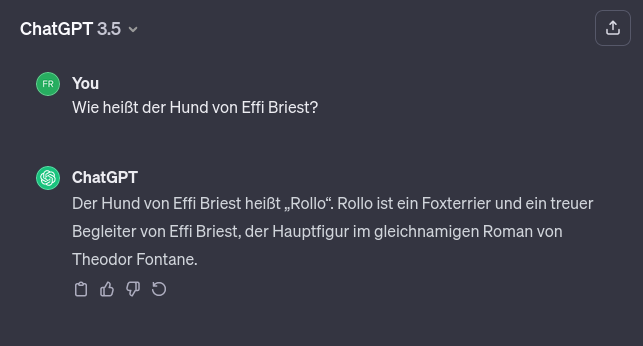 ChatGPT 3.5
FR
You
Wie heißt der Hund von Effi Briest?
ChatGPT
Der Hund von Effi Briest heißt „Rollo“. Rollo ist ein Foxterrier und ein treuer
Begleiter von Effi Briest, der Hauptfigur im gleichnamigen Roman von
Theodor Fontane.